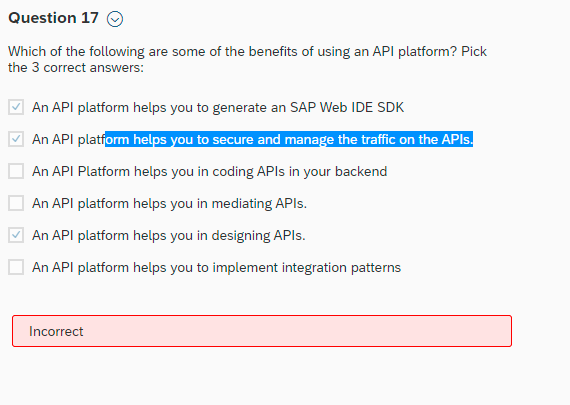 Question 17
Which of the following are some of the benefits of using an API platform? Pick
the 3 correct answers:
An API platform helps you to generate an SAP Web IDE SDK
An API platform helps you to secure and manage the traffic on the APIs.
An API Platform helps you in coding APIs in your backend
An API platform helps you in mediating APIs.
An API platform helps you in designing APIs.
An API platform helps you to implement integration patterns
Incorrect